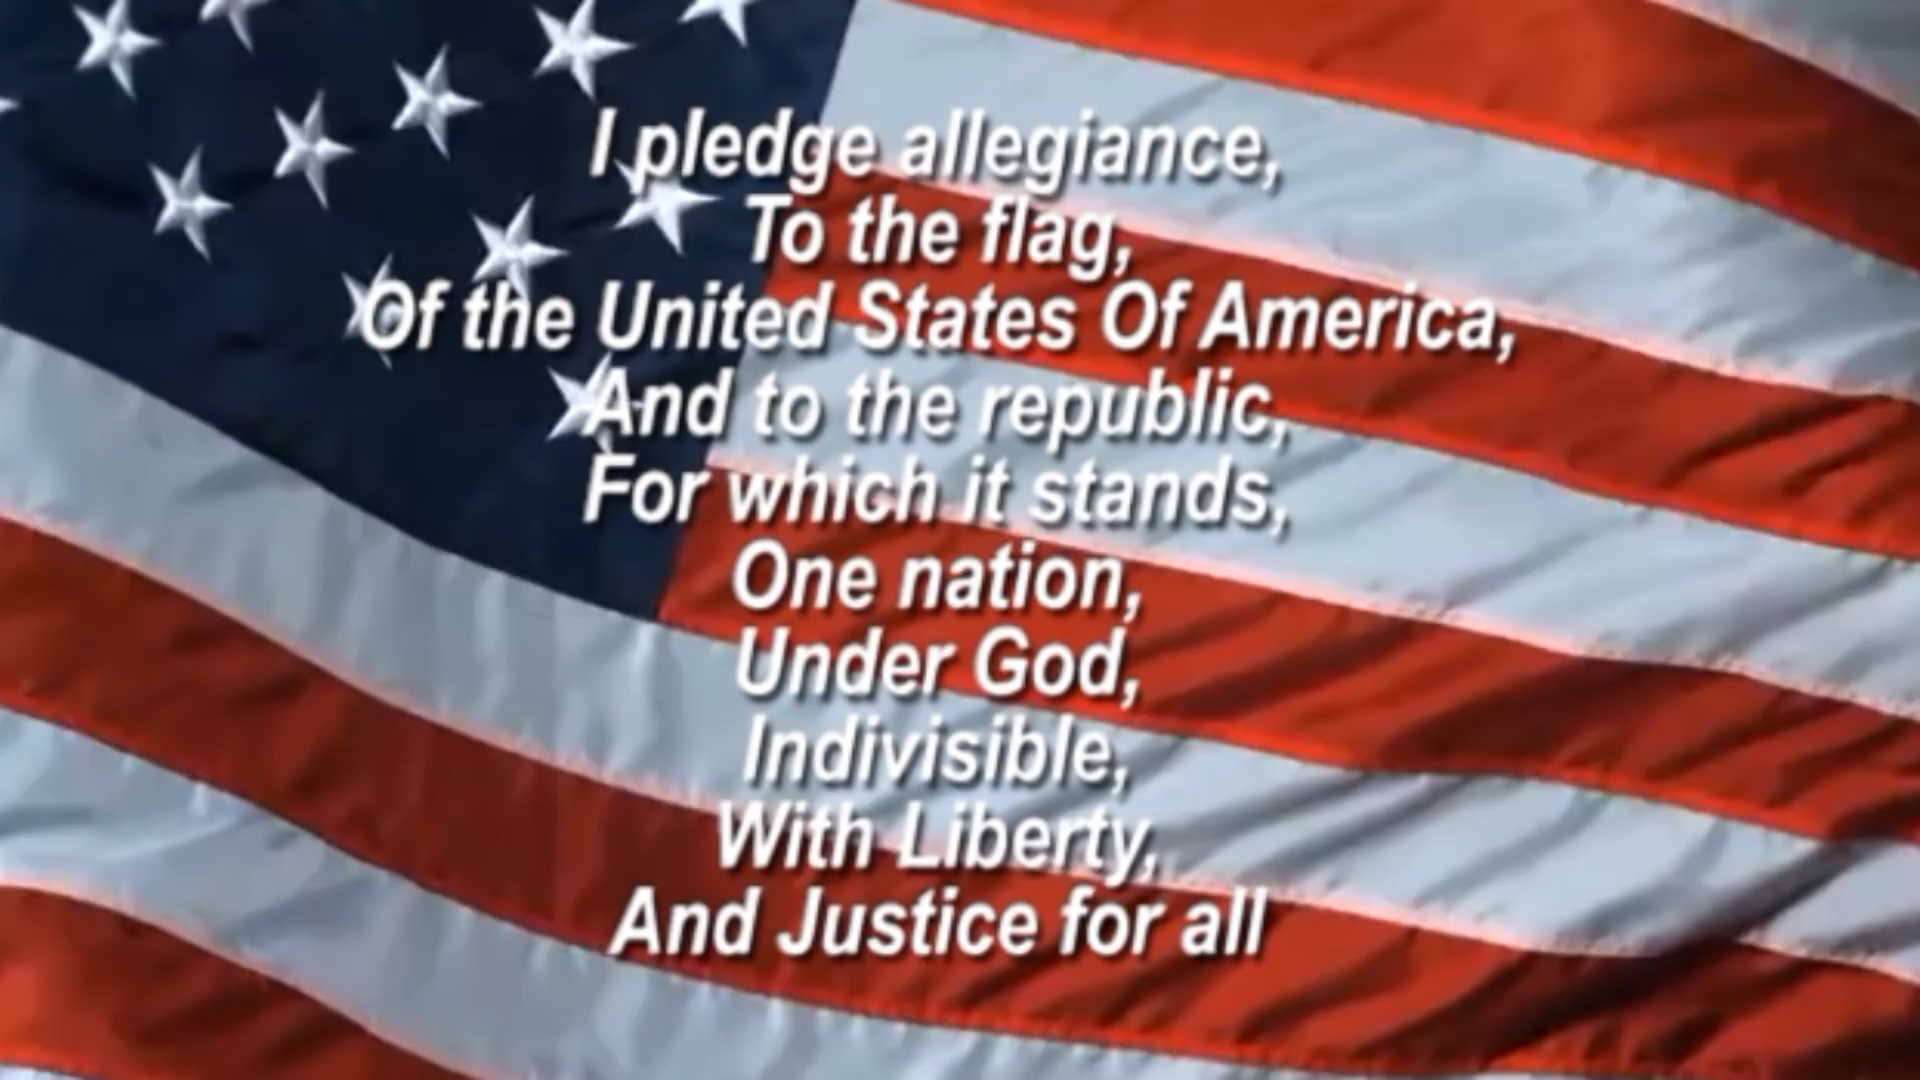 I pledge allegiance,
To the flag,
Of the United States Of America,
And to the republic,
For which it stands,
One nation,
Under God,
Indivisible,
With Liberty,
And Justice for all